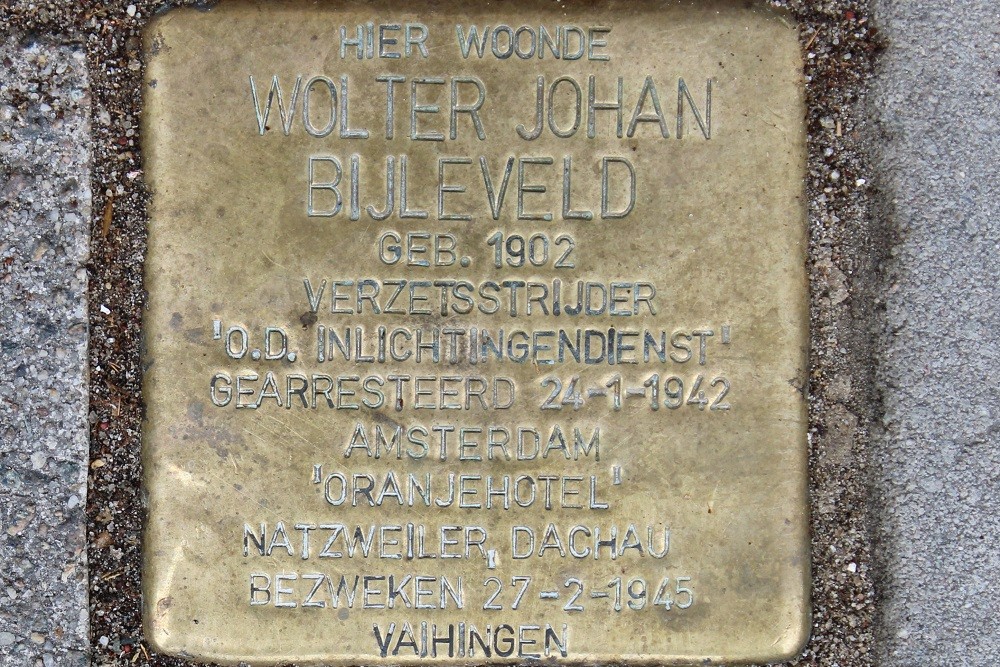 HIER WOONDE
WOLTER JOHAN
BIJLEVELD
GEB. 1902
VERZETSSTRIJDER
'O.D. INLICHTINGENDIENST'
GEARRESTEERD 24-1-1942
AMSTERDAM
'ORANJEHOTEL'
NATZWEILER, DACHAU
BEZWEKEN 27-2-1945
VAIHINGEN